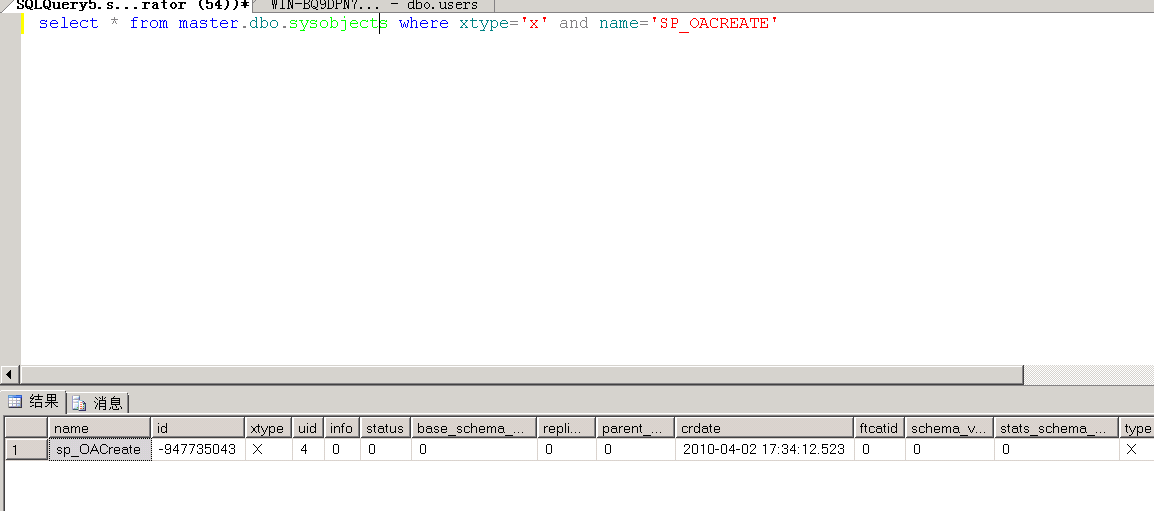 SQLQuery5.s...rator (54))* WIN-BQ9DPN7... - dbo.users
select * from master.dbo.sysobjects where xtype='x' and name='SP_OACREATE'
结果 消息
name id xtype uid info status base_schema_... repli... parent_... crdate ftcatid schema_v... stats_schema_... type
1 sp_OACreate -947735043 X 4 0 0 0 0 0 2010-04-02 17:34:12.523 0 0 0 X